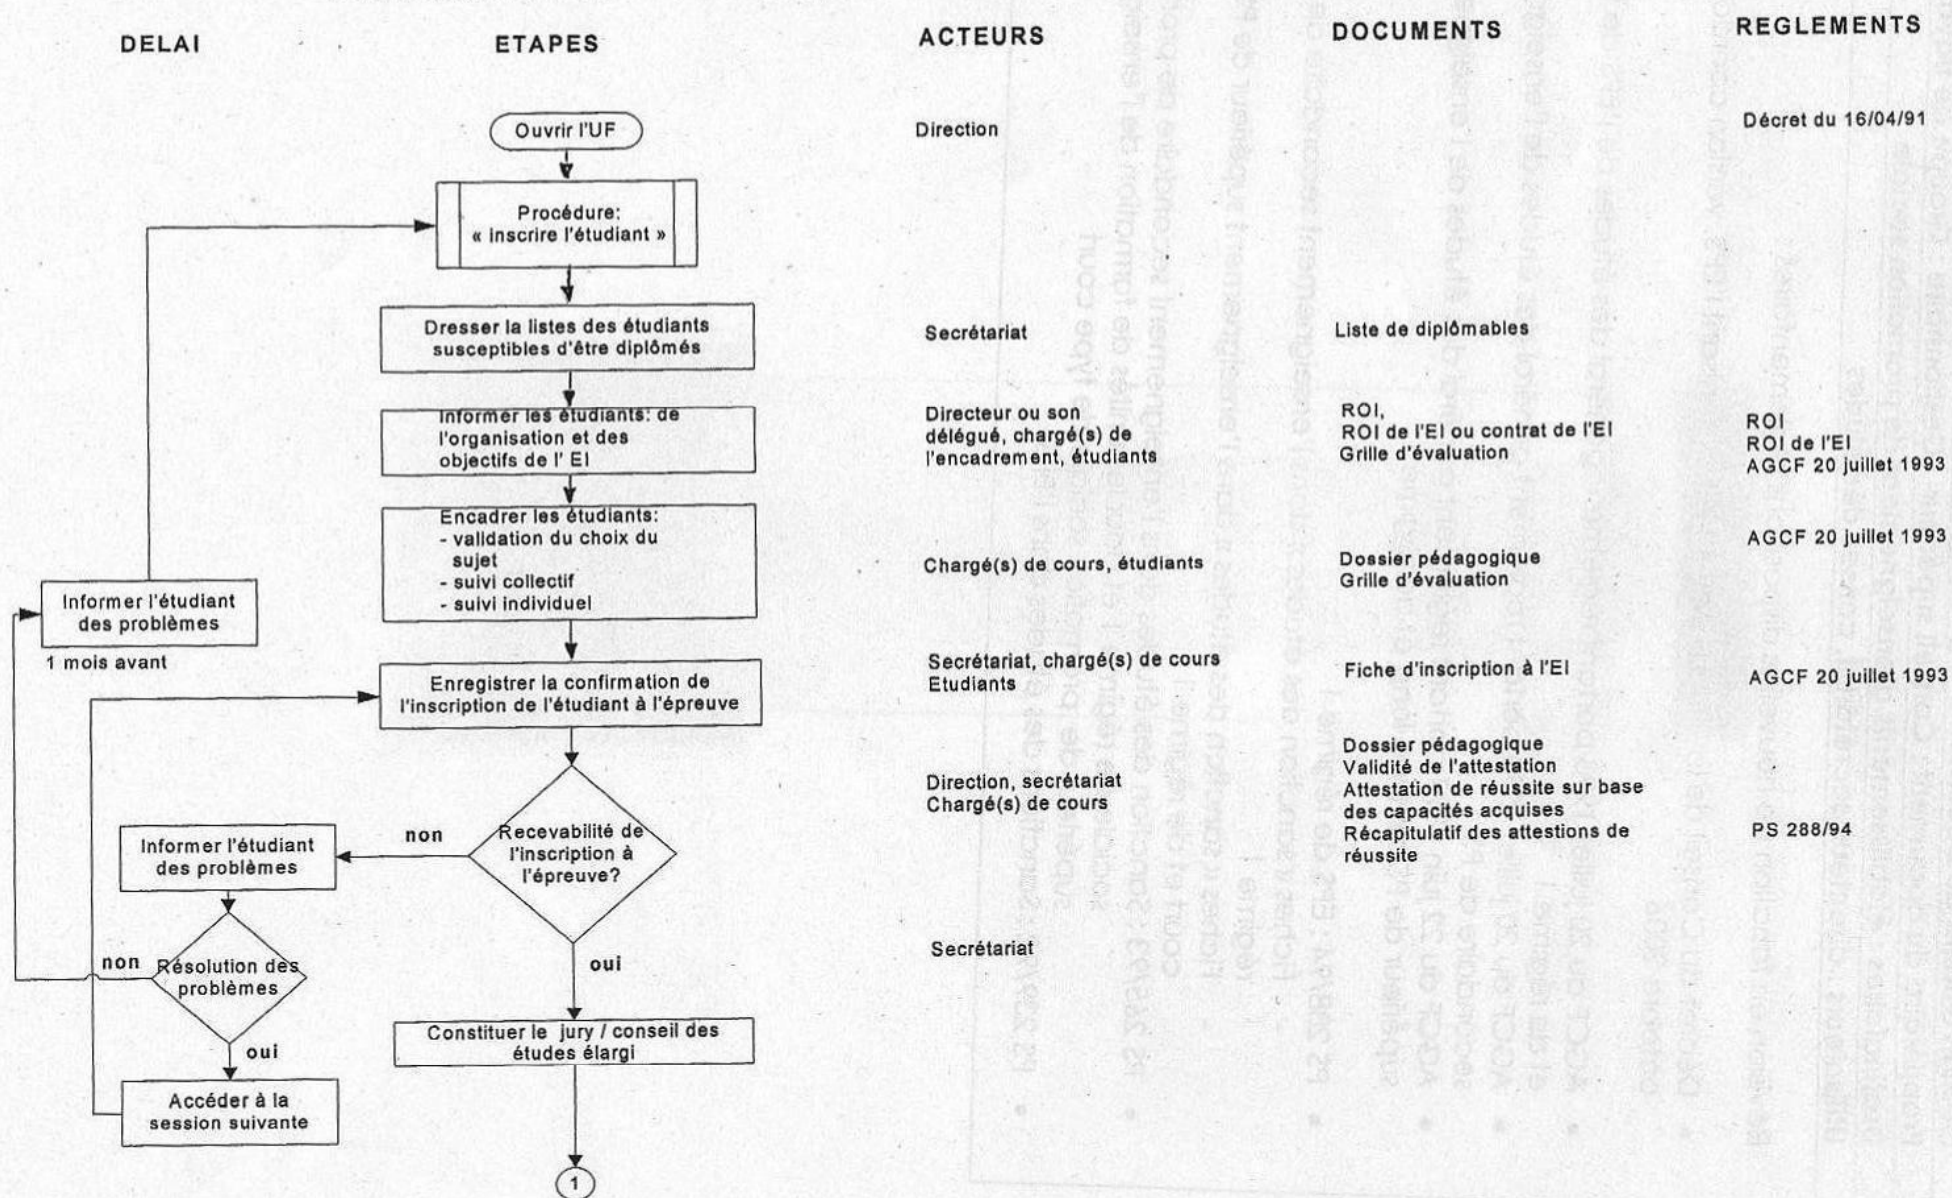 DELAI
ETAPES
ACTEURS
DOCUMENTS
REGLEMENTS
Ouvrir l'UF
Direction
Décret du 16/04/91
Procédure:
« inscrire l'étudiant »
Dresser la listes des étudiants
susceptibles d'être diplômés
Secrétariat
Liste de diplômables
Informer les étudiants: de
l'organisation et des
objectifs de l' EI
Directeur ou son
délégué, chargé(s) de
l'encadrement, étudiants
ROI,
ROI de l'EI ou contrat de l'EI
Grille d'évaluation
ROI
ROI de l'EI
AGCF 20 juillet 1993
Encadrer les étudiants:
- validation du choix du
sujet
- suivi collectif
- suivi individuel
Chargé(s) de cours, étudiants
Dossier pédagogique
Grille d'évaluation
AGCF 20 juillet 1993
Informer l'étudiant
des problèmes
1 mois avant
Enregistrer la confirmation de
l'inscription de l'étudiant à l'épreuve
Secrétariat, chargé(s) de cours
Etudiants
Fiche d'inscription à l'EI
AGCF 20 juillet 1993
Recevabilité de
l'inscription à
l'épreuve?
non
oui
Direction, secrétariat
Chargé(s) de cours
Dossier pédagogique
Validité de l'attestation
Attestation de réussite sur base
des capacités acquises
Récapitulatif des attestions de
réussite
PS 288/94
Informer l'étudiant
des problèmes
Résolution des
problèmes
non
oui
Secrétariat
Constituer le jury / conseil des
études élargi
Accéder à la
session suivante
1